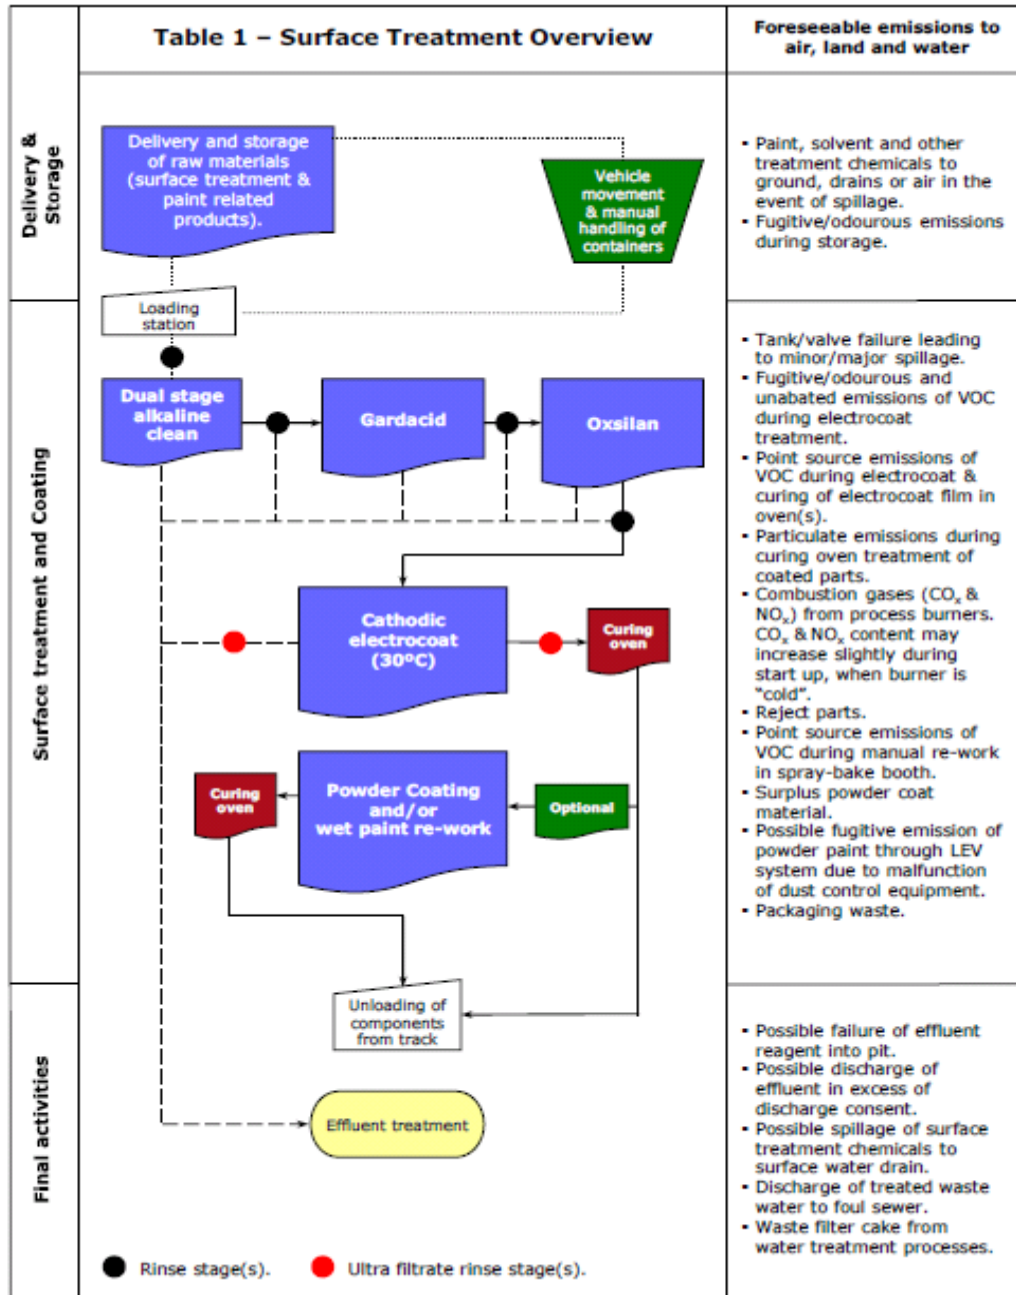 Table 1 – Surface Treatment Overview
Foreseeable emissions to
air, land and water
Delivery &
Storage
Delivery and storage
of raw materials
(surface treatment &
paint related
products).
Vehicle
movement
& manual
handling of
containers
▪ Paint, solvent and other
treatment chemicals to
ground, drains or air in the
event of spillage.
▪ Fugitive/odourous emissions
during storage.
Surface treatment and Coating
Loading
station
Dual stage
alkaline
clean
Gardacid
Oxsilan
Cathodic
electrocoat
(30ºC)
Curing
oven
Curing
oven
Powder Coating
and/or
wet paint re-work
Optional
▪ Tank/valve failure leading
to minor/major spillage.
▪ Fugitive/odourous and
unabated emissions of VOC
during electrocoat
treatment.
▪ Point source emissions of
VOC during electrocoat &
curing of electrocoat film in
oven(s).
▪ Particulate emissions during
curing oven treatment of
coated parts.
▪ Combustion gases (COx &
NOx) from process burners.
COx & NOx content may
increase slightly during
start up, when burner is
"cold".
▪ Reject parts.
▪ Point source emissions of
VOC during manual re-work
in spray-bake booth.
▪ Surplus powder coat
material.
▪ Possible fugitive emission of
powder paint through LEV
system due to malfunction
of dust control equipment.
▪ Packaging waste.
Final activities
Unloading of
components
from track
Effluent treatment
▪ Possible failure of effluent
reagent into pit.
▪ Possible discharge of
effluent in excess of
discharge consent.
▪ Possible spillage of surface
treatment chemicals to
surface water drain.
▪ Discharge of treated waste
water to foul sewer.
▪ Waste filter cake from
water treatment processes.
Rinse stage(s).
Ultra filtrate rinse stage(s).